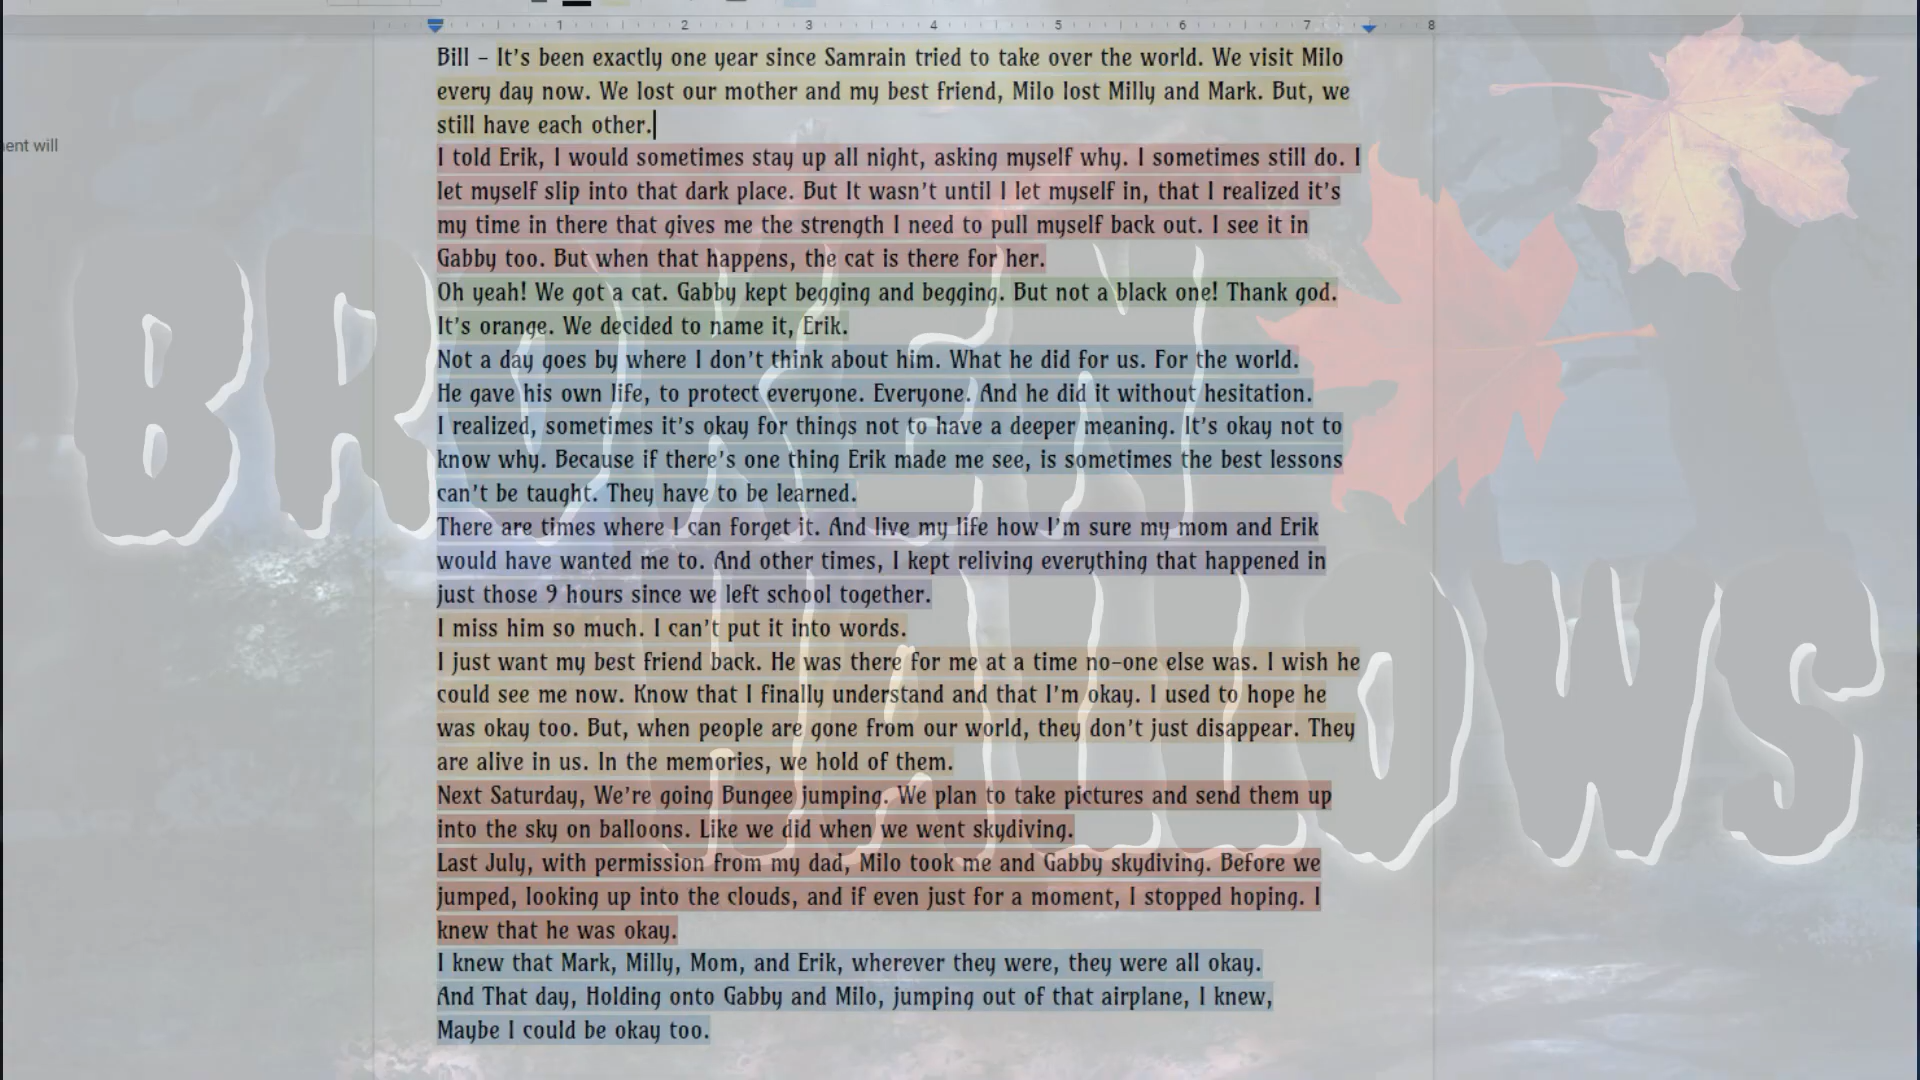 1 2 3 4 5 6 7 8
ent will
Bill – It's been exactly one year since Samrain tried to take over the world. We visit Milo
every day now. We lost our mother and my best friend, Milo lost Milly and Mark. But, we
still have each other.
I told Erik, I would sometimes stay up all night, asking myself why. I sometimes still do. I
let myself slip into that dark place. But It wasn't until I let myself in, that I realized it's
my time in there that gives me the strength I need to pull myself back out. I see it in
Gabby too. But when that happens, the cat is there for her.
Oh yeah! We got a cat. Gabby kept begging and begging. But not a black one! Thank god.
It's orange. We decided to name it, Erik.
Not a day goes by where I don't think about him. What he did for us. For the world.
He gave his own life, to protect everyone. Everyone. And he did it without hesitation.
I realized, sometimes it's okay for things not to have a deeper meaning. It's okay not to
know why. Because if there's one thing Erik made me see, is sometimes the best lessons
can't be taught. They have to be learned.
There are times where I can forget it. And live my life how I'm sure my mom and Erik
would have wanted me to. And other times, I kept reliving everything that happened in
just those 9 hours since we left school together.
I miss him so much. I can't put it into words.
I just want my best friend back. He was there for me at a time no-one else was. I wish he
could see me now. Know that I finally understand and that I'm okay. I used to hope he
was okay too. But, when people are gone from our world, they don't just disappear. They
are alive in us. In the memories, we hold of them.
Next Saturday, We're going Bungee jumping. We plan to take pictures and send them up
into the sky on balloons. Like we did when we went skydiving.
Last July, with permission from my dad, Milo took me and Gabby skydiving. Before we
jumped, looking up into the clouds, and if even just for a moment, I stopped hoping. I
knew that he was okay.
I knew that Mark, Milly, Mom, and Erik, wherever they were, they were all okay.
And That day, Holding onto Gabby and Milo, jumping out of that airplane, I knew,
Maybe I could be okay too.
BROKEN
HALLOWS